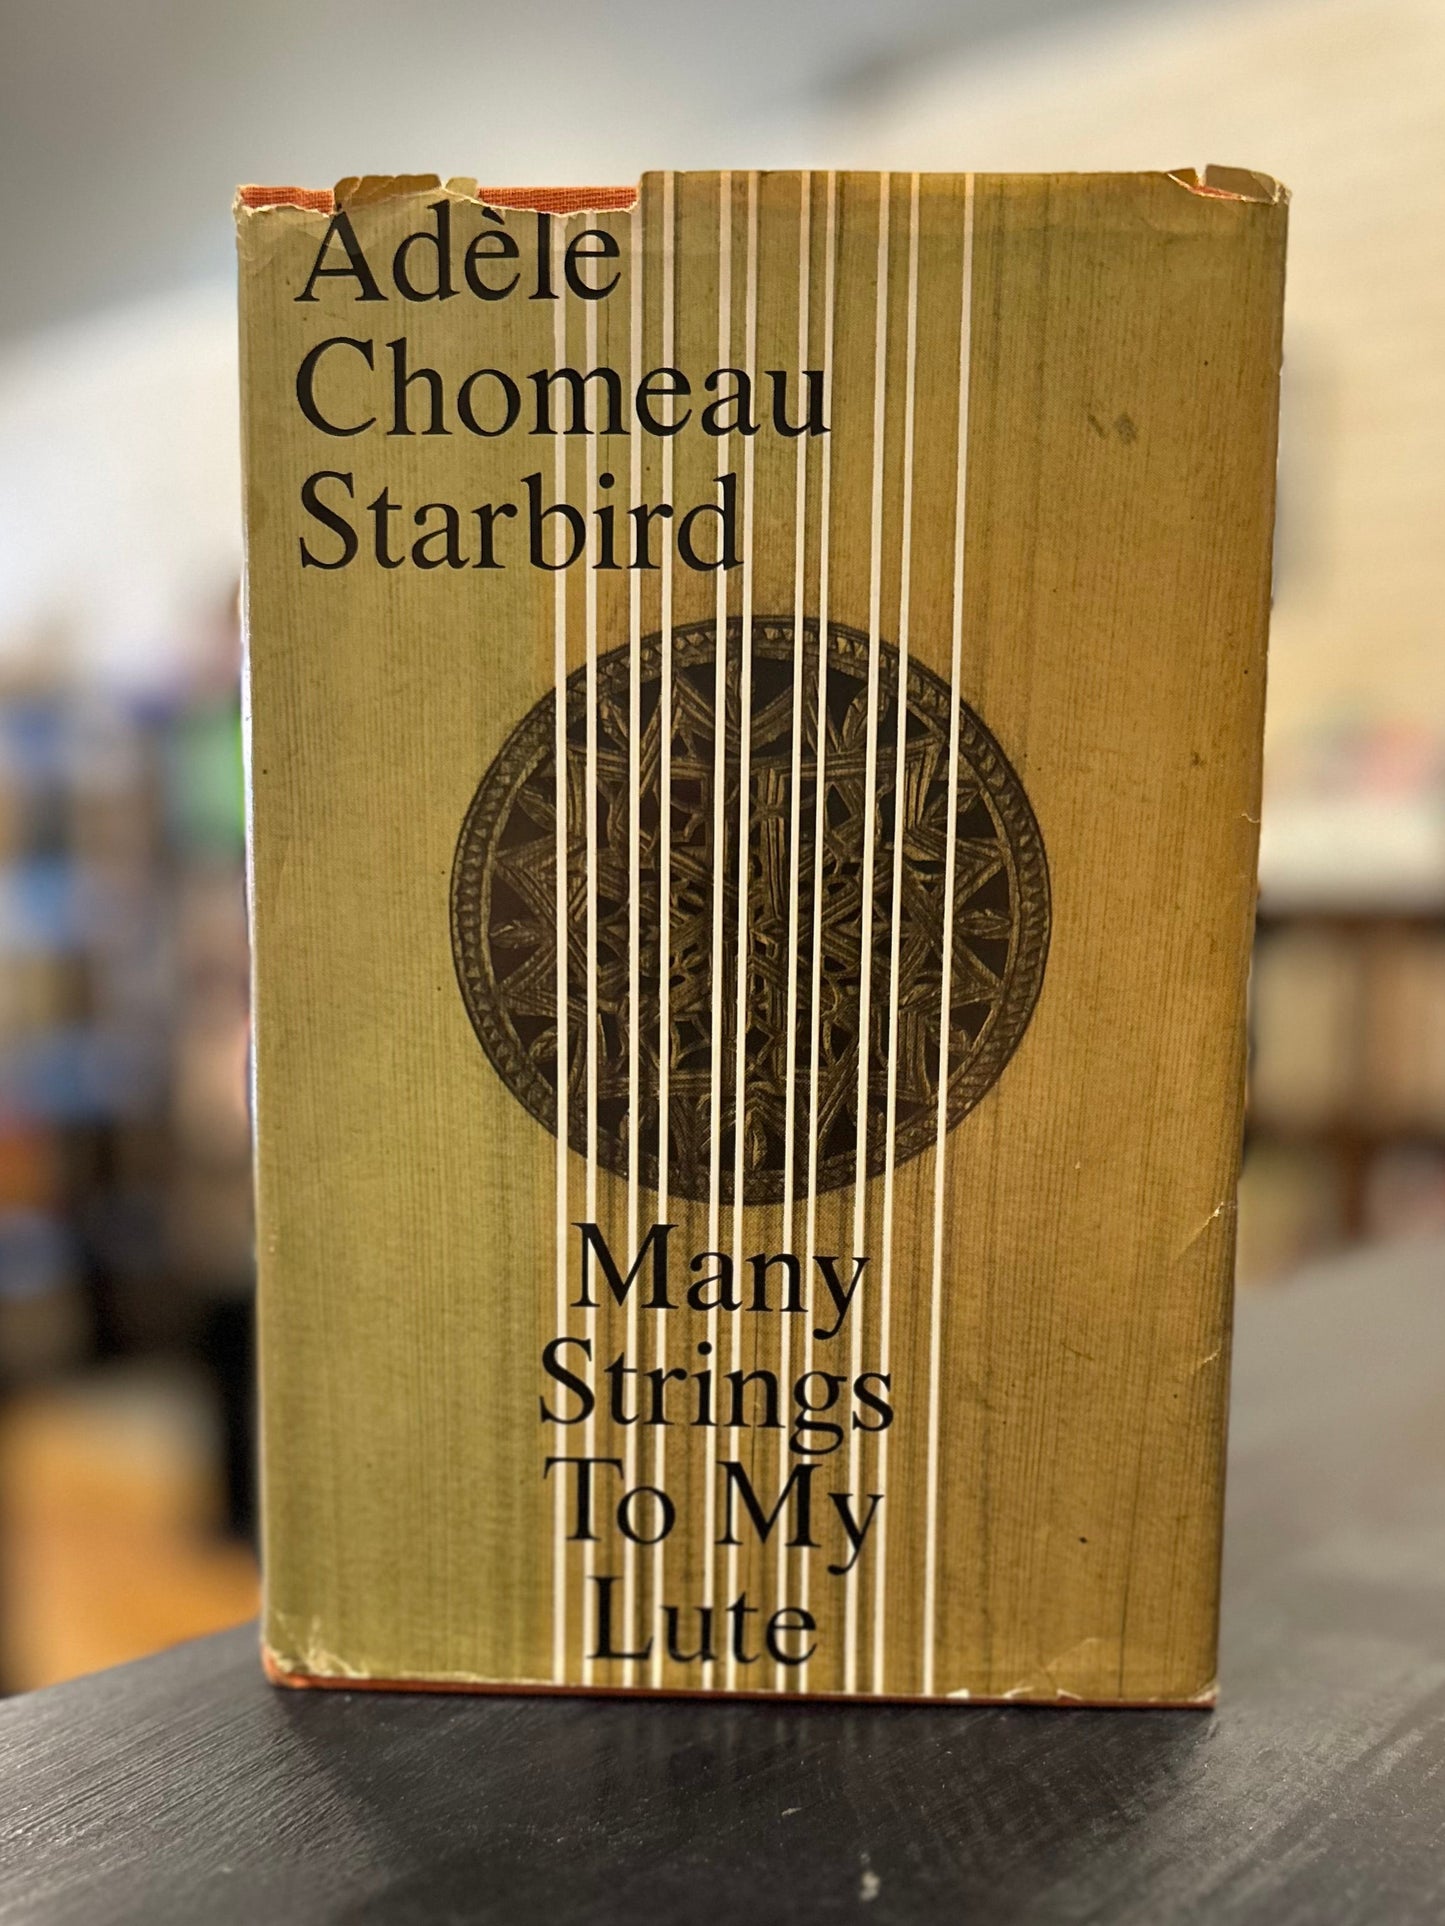 Adèle
Chomeau
Starbird
Many
Strings
To My
Lute